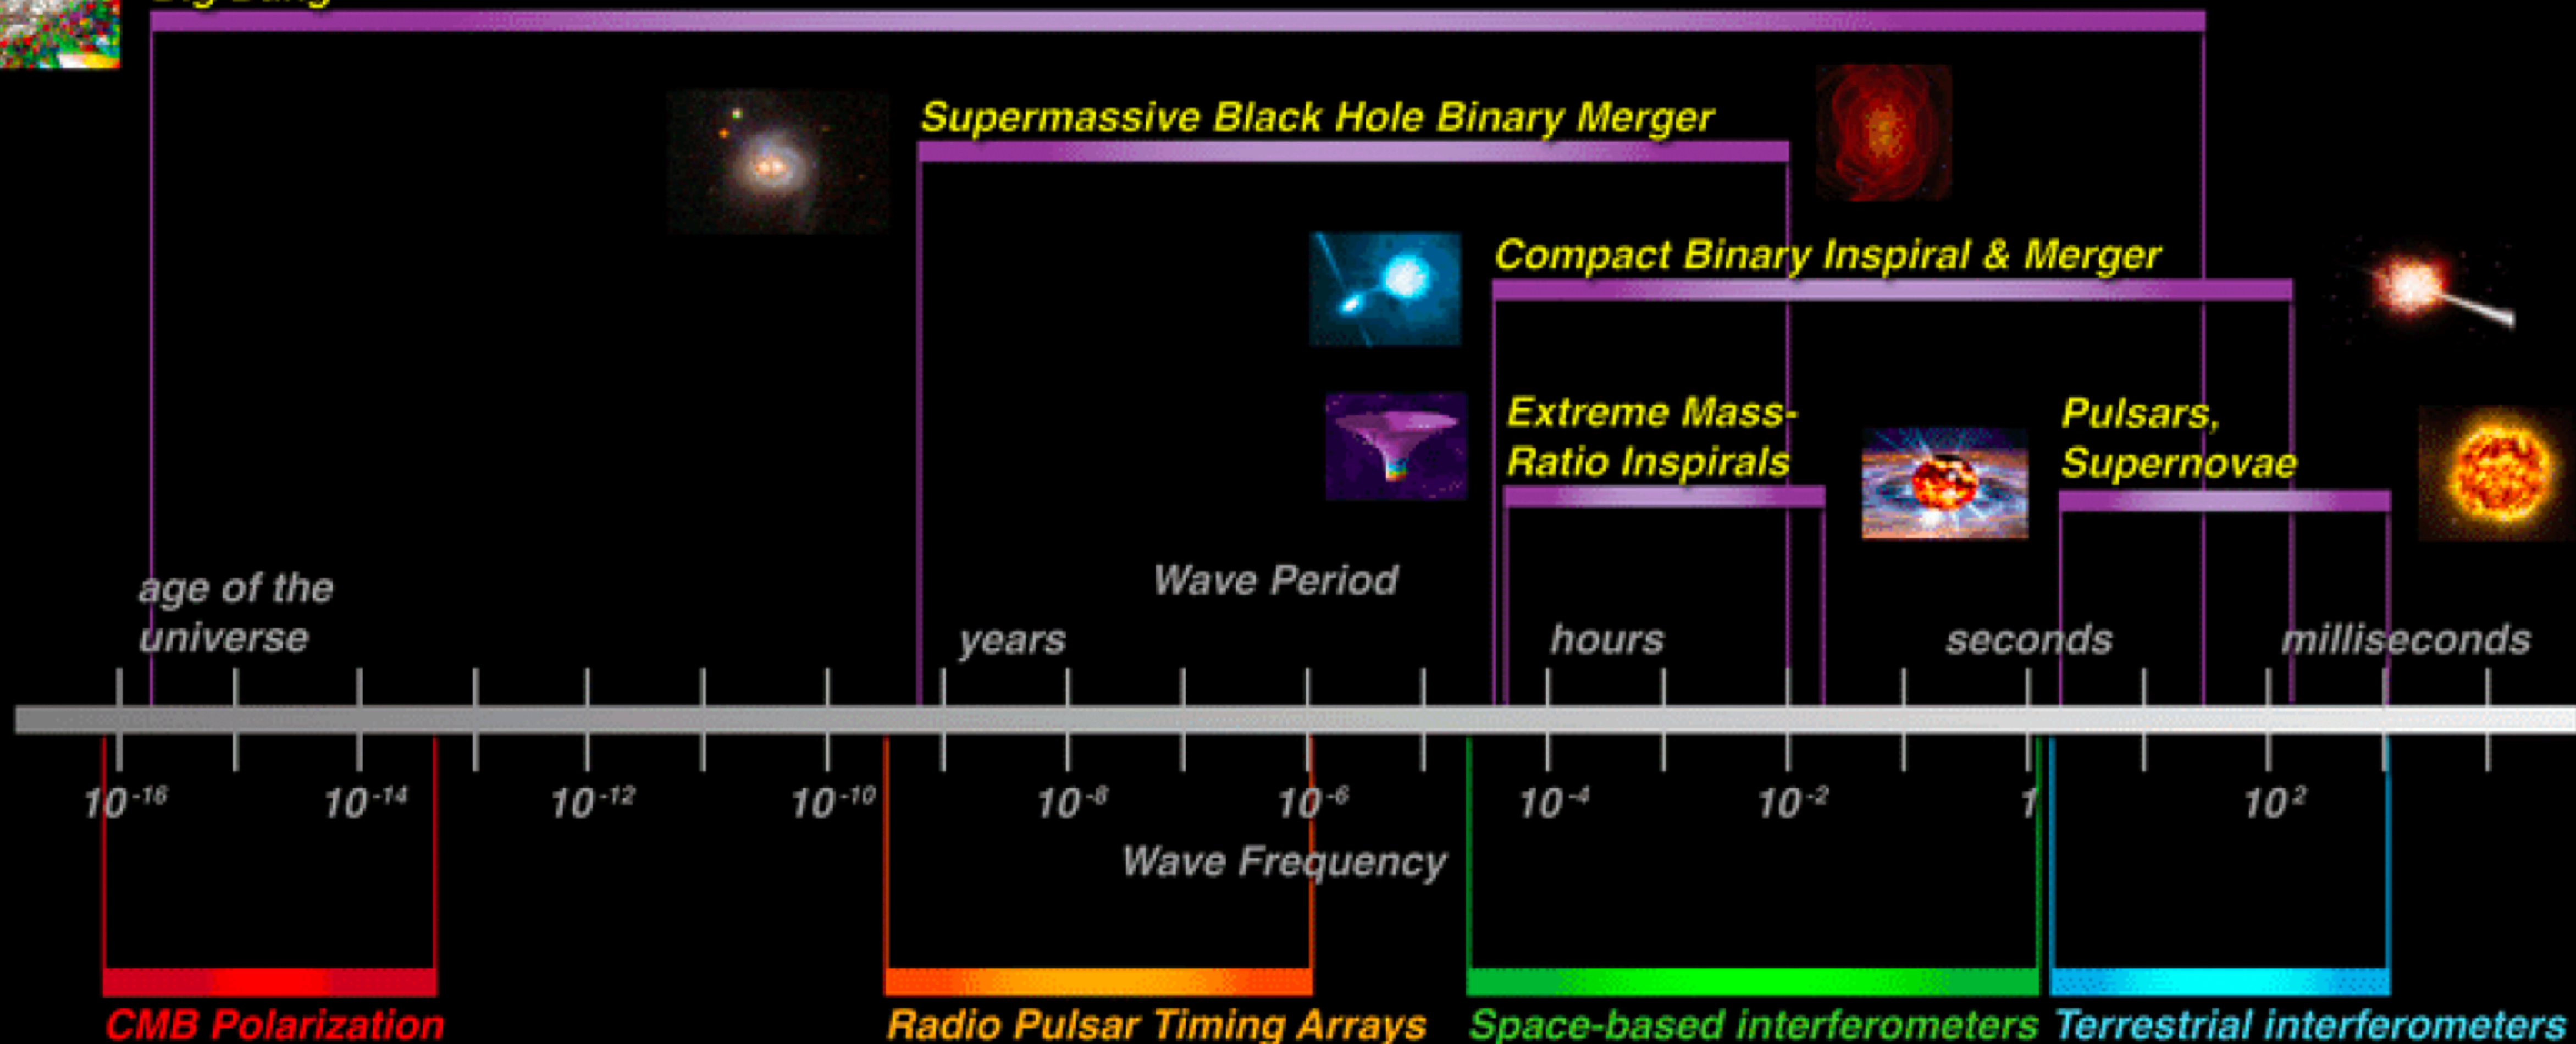 Supermassive Black Hole Binary Merger
Compact Binary Inspiral & Merger
Extreme Mass-
Ratio Inspirals
Pulsars,
Supernovae
age of the
universe
Wave Period
years
hours
seconds
milliseconds
10⁻¹⁶
10⁻¹⁴
10⁻¹²
10⁻¹⁰
10⁻⁸
10⁻⁶
10⁻⁴
10⁻²
1
10²
Wave Frequency
CMB Polarization
Radio Pulsar Timing Arrays
Space-based interferometers
Terrestrial interferometers